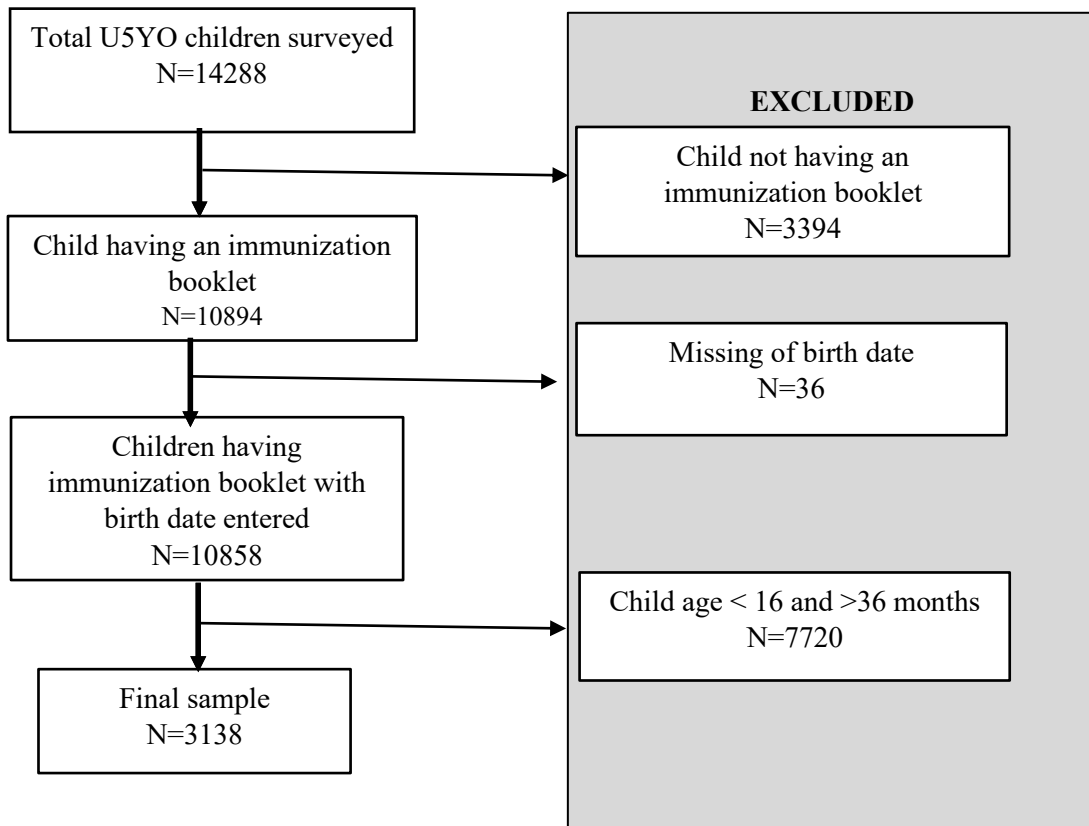 Total U5YO children surveyed
N=14288
EXCLUDED
Child not having an
immunization booklet
N=3394
Child having an immunization
booklet
N=10894
Missing of birth date
N=36
Children having
immunization booklet with
birth date entered
N=10858
Child age < 16 and >36 months
N=7720
Final sample
N=3138